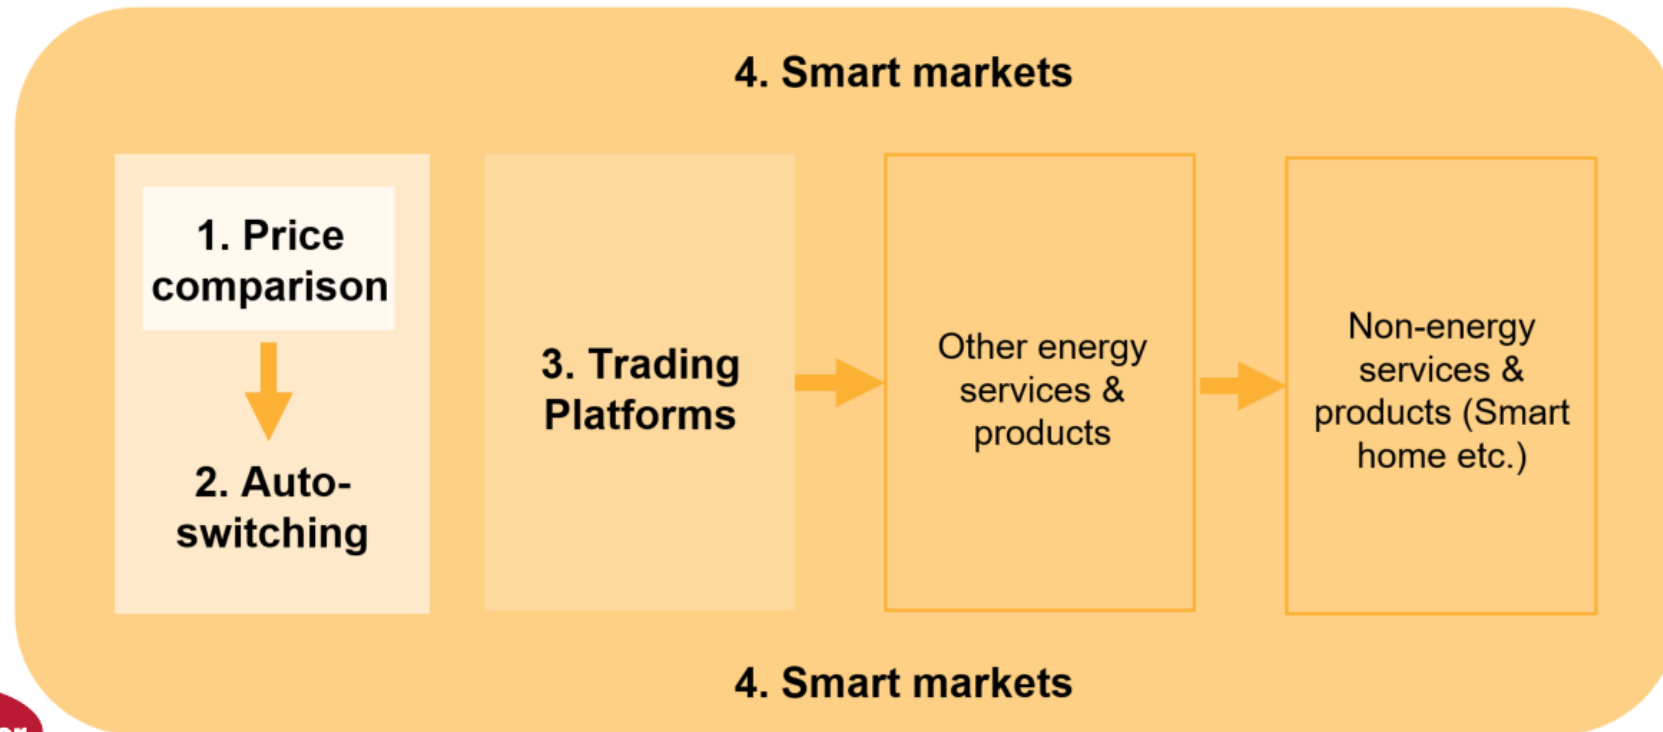 4. Smart markets
1. Price
comparison
2. Auto-
switching
3. Trading
Platforms
Other energy
services &
products
Non-energy
services &
products (Smart
home etc.)
4. Smart markets